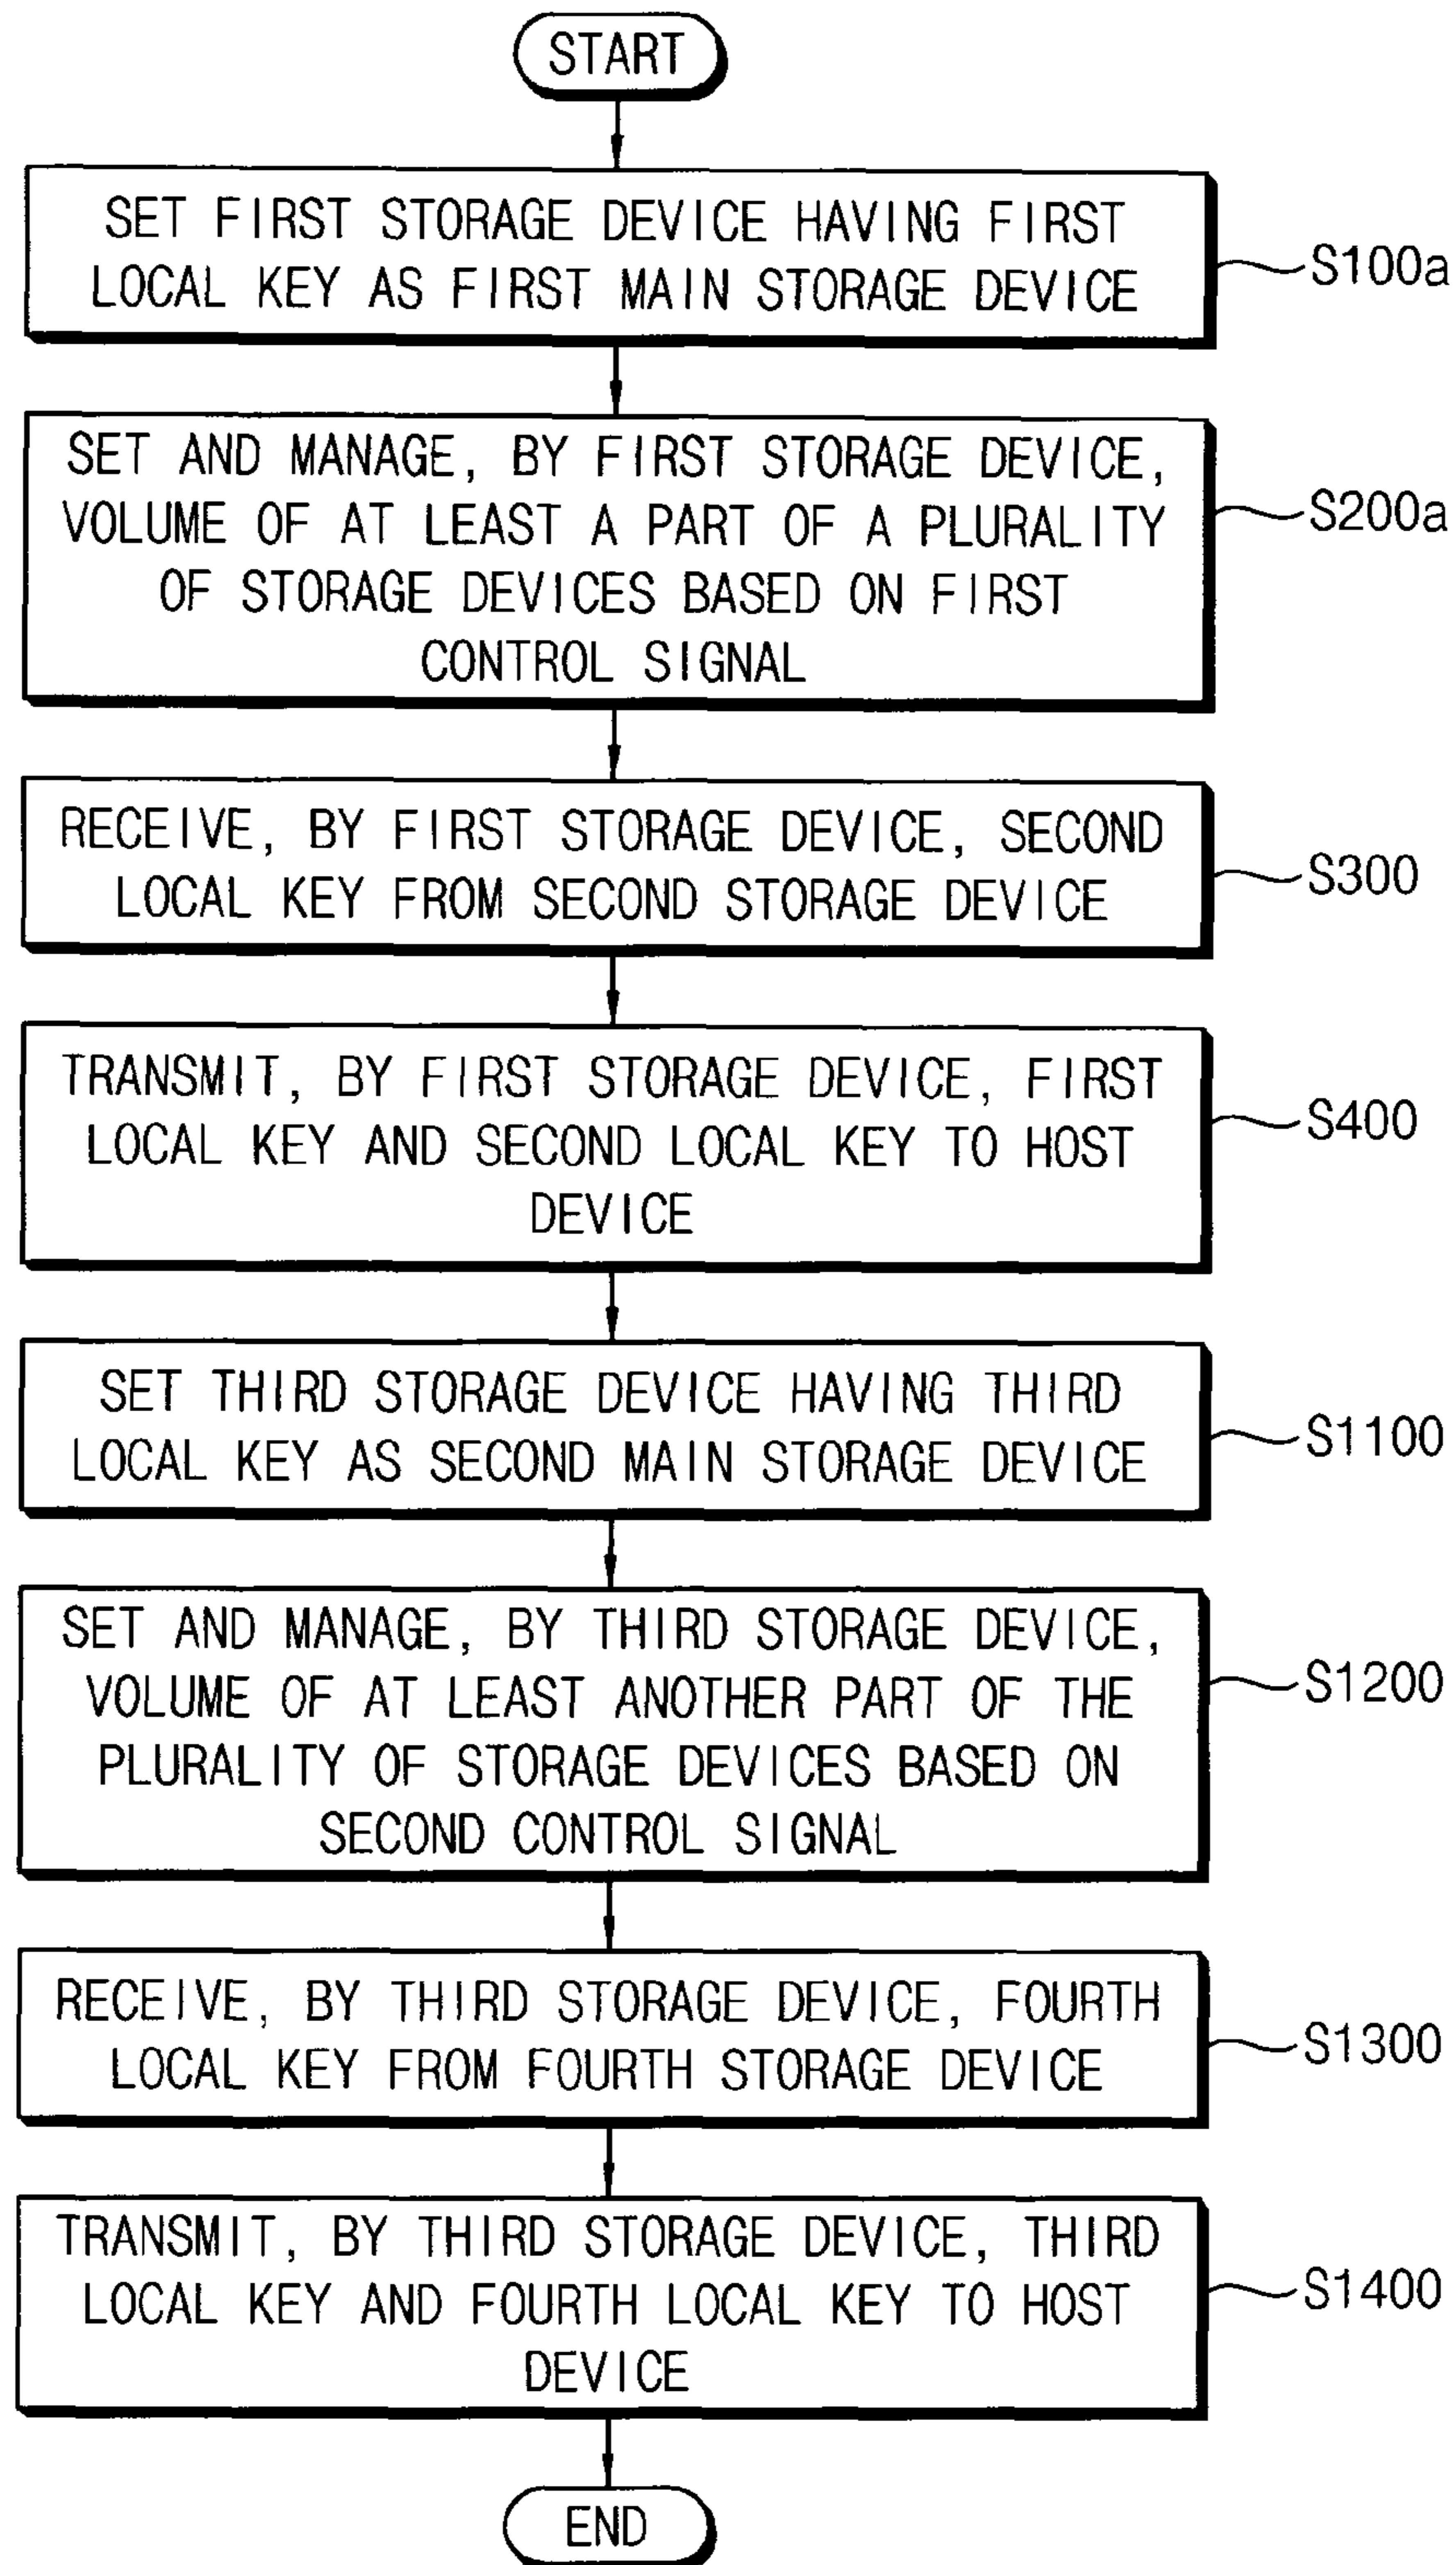 START
SET FIRST STORAGE DEVICE HAVING FIRST
LOCAL KEY AS FIRST MAIN STORAGE DEVICE
S100a
SET AND MANAGE, BY FIRST STORAGE DEVICE,
VOLUME OF AT LEAST A PART OF A PLURALITY
OF STORAGE DEVICES BASED ON FIRST
CONTROL SIGNAL
S200a
RECEIVE, BY FIRST STORAGE DEVICE, SECOND
LOCAL KEY FROM SECOND STORAGE DEVICE
S300
TRANSMIT, BY FIRST STORAGE DEVICE, FIRST
LOCAL KEY AND SECOND LOCAL KEY TO HOST
DEVICE
S400
SET THIRD STORAGE DEVICE HAVING THIRD
LOCAL KEY AS SECOND MAIN STORAGE DEVICE
S1100
SET AND MANAGE, BY THIRD STORAGE DEVICE,
VOLUME OF AT LEAST ANOTHER PART OF THE
PLURALITY OF STORAGE DEVICES BASED ON
SECOND CONTROL SIGNAL
S1200
RECEIVE, BY THIRD STORAGE DEVICE, FOURTH
LOCAL KEY FROM FOURTH STORAGE DEVICE
S1300
TRANSMIT, BY THIRD STORAGE DEVICE, THIRD
LOCAL KEY AND FOURTH LOCAL KEY TO HOST
DEVICE
S1400
END